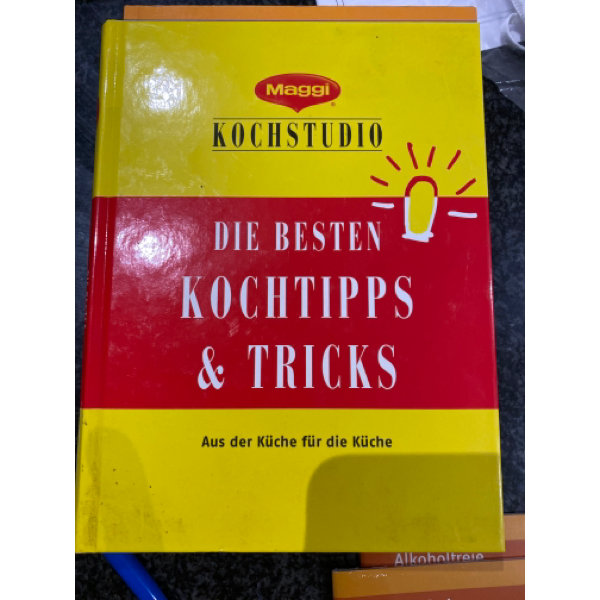 Maggi
KOCHSTUDIO
DIE BESTEN
KOCHTIPPS
& TRICKS
Aus der Küche für die Küche
Alkoholfreie